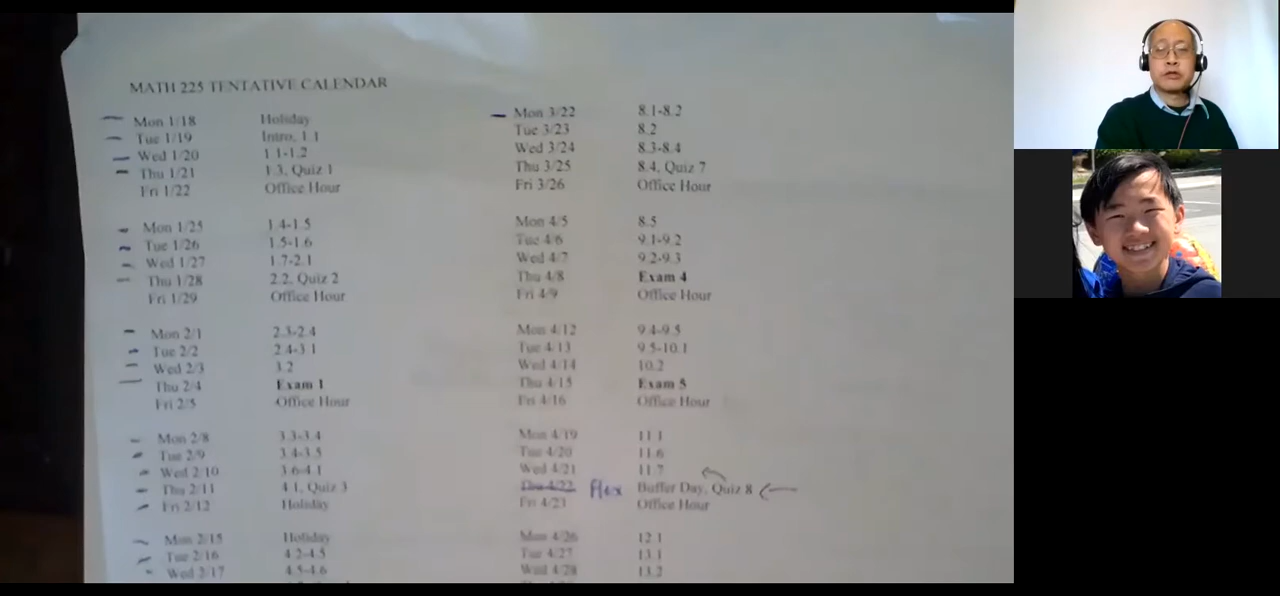 MATH 225 TENTATIVE CALENDAR
Mon 1/18 Holiday
Tue 1/19 Intro, 1.1
Wed 1/20 1.1-1.2
Thu 1/21 1.3, Quiz 1
Fri 1/22 Office Hour
Mon 1/25 1.4-1.5
Tue 1/26 1.5-1.6
Wed 1/27 1.7-2.1
Thu 1/28 2.2, Quiz 2
Fri 1/29 Office Hour
Mon 2/1 2.3-2.4
Tue 2/2 2.4-3.1
Wed 2/3 3.2
Thu 2/4 Exam 1
Fri 2/5 Office Hour
Mon 2/8 3.3-3.4
Tue 2/9 3.4-3.5
Wed 2/10 3.6-4.1
Thu 2/11 4.1, Quiz 3
Fri 2/12 Holiday
Mon 2/15 Holiday
Tue 2/16 4.2-4.5
Wed 2/17 4.5-4.6
Mon 3/22 8.1-8.2
Tue 3/23 8.2
Wed 3/24 8.3-8.4
Thu 3/25 8.4, Quiz 7
Fri 3/26 Office Hour
Mon 4/5 8.5
Tue 4/6 9.1-9.2
Wed 4/7 9.2-9.3
Thu 4/8 Exam 4
Fri 4/9 Office Hour
Mon 4/12 9.4-9.5
Tue 4/13 9.5-10.1
Wed 4/14 10.2
Thu 4/15 Exam 5
Fri 4/16 Office Hour
Mon 4/19 11.1
Tue 4/20 11.6
Wed 4/21 11.7
Thu 4/22 Flex Buffer Day, Quiz 8
Fri 4/23 Office Hour
Mon 4/26 12.1
Tue 4/27 13.1
Wed 4/28 13.2